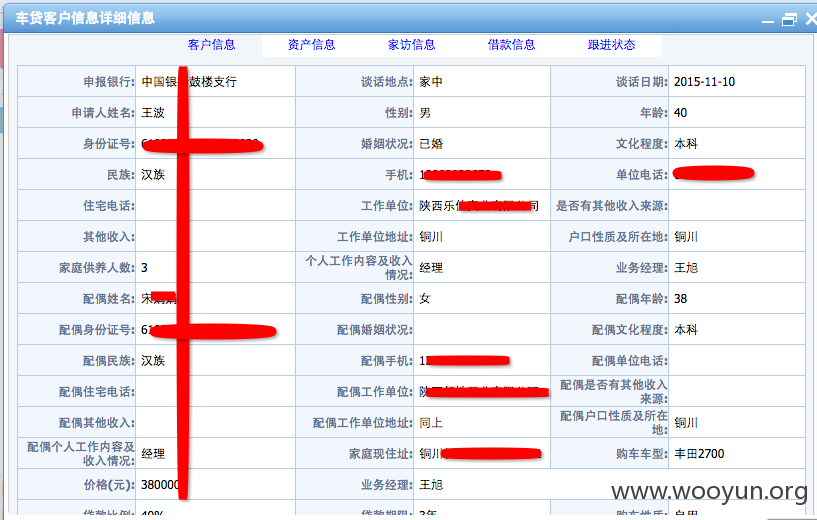 车贷客户信息详细信息
客户信息 资产信息 家访信息 借款信息 跟进状态
申报银行: 中国银 鼓楼支行 谈话地点: 家中 谈话日期: 2015-11-10
申请人姓名: 王波 性别: 男 年龄: 40
身份证号: 婚姻状况: 已婚 文化程度: 本科
民族: 汉族 手机: 单位电话:
住宅电话: 工作单位: 陕西乐 司 是否有其他收入来源:
其他收入: 工作单位地址: 铜川 户口性质及所在地: 铜川
家庭供养人数: 3 个人工作内容及收入
情况: 经理 业务经理: 王旭
配偶姓名: 宋 配偶性别: 女 配偶年龄: 38
配偶身份证号: 配偶婚姻状况: 配偶文化程度: 本科
配偶民族: 汉族 配偶手机: 配偶单位电话:
配偶住宅电话: 配偶工作单位: 配偶是否有其他收入
来源:
配偶其他收入: 配偶工作单位地址: 同上 配偶户口性质及所在
地: 铜川
配偶个人工作内容及
收入情况: 经理 家庭现住址: 铜川 购车车型: 丰田2700
价格(元): 380000 业务经理: 王旭
贷款比例: 40% 贷款期限: 3年 购车性质: 自用
www.wooyun.org